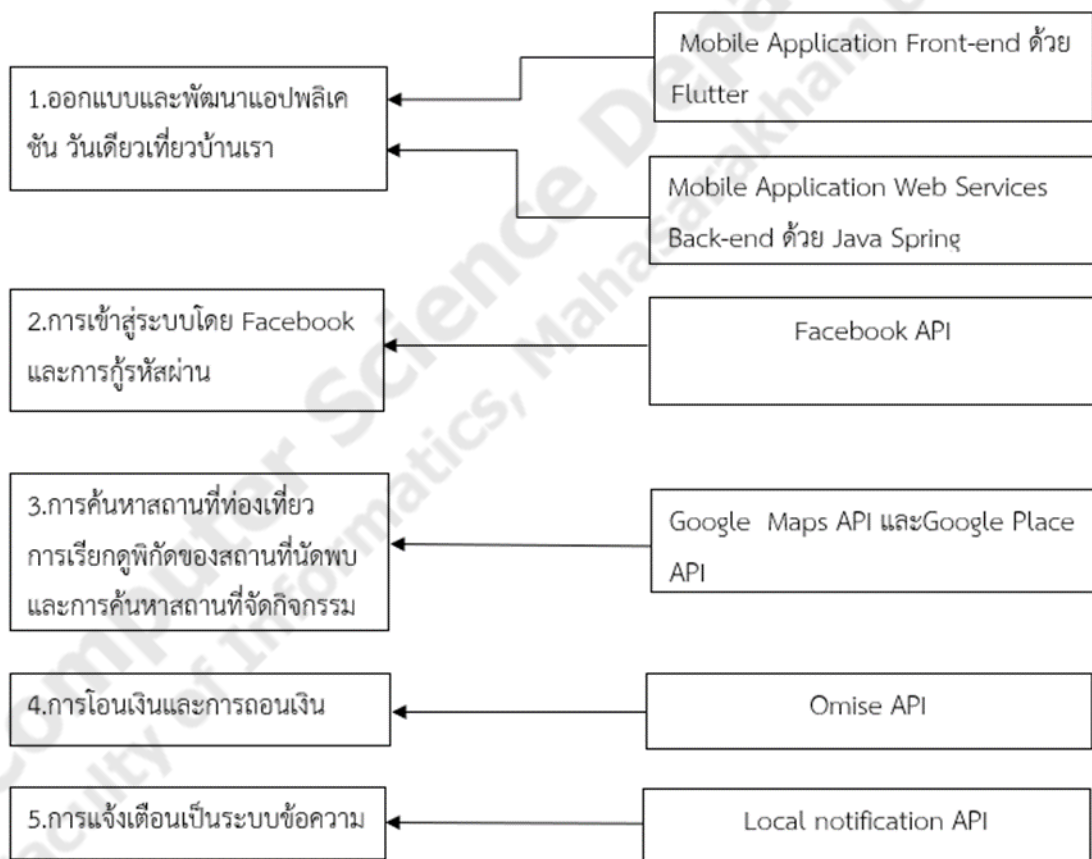 Mobile Application Front-end ด้วย
Flutter
1.ออกแบบและพัฒนาแอปพลิเค
ชัน วันเดียวเที่ยวบ้านเรา
Mobile Application Web Services
Back-end ด้วย Java Spring
2.การเข้าสู่ระบบโดย Facebook
และการกู้รหัสผ่าน
Facebook API
3.การค้นหาสถานที่ท่องเที่ยว
การเรียกดูพิกัดของสถานที่นัดพบ
และการค้นหาสถานที่จัดกิจกรรม
Google Maps API และGoogle Place
API
4.การโอนเงินและการถอนเงิน
Omise API
5.การแจ้งเตือนเป็นระบบข้อความ
Local notification API
Computer Science Depa
Faculty of Informatics, Mahasarakham U